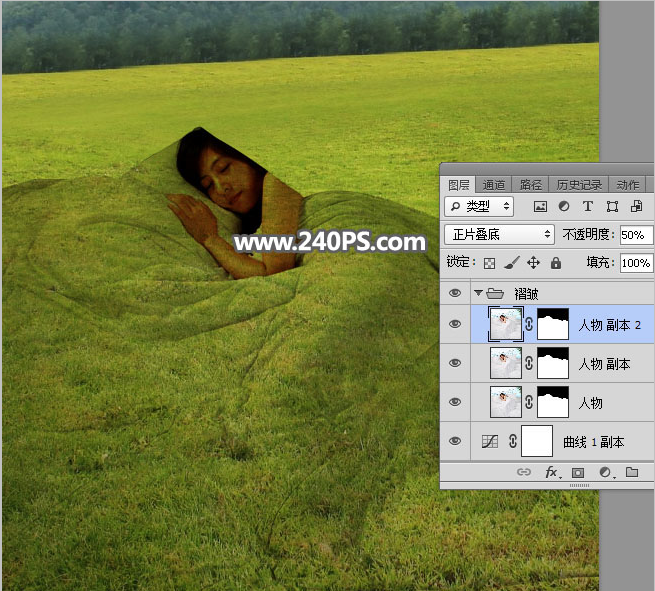 www.240PS.com
图层 通道 路径 历史记录 动作
类型 T
正片叠底 不透明度: 50%
锁定: 填充: 100%
褶皱
人物 副本 2
人物 副本
人物
曲线 1 副本
fx